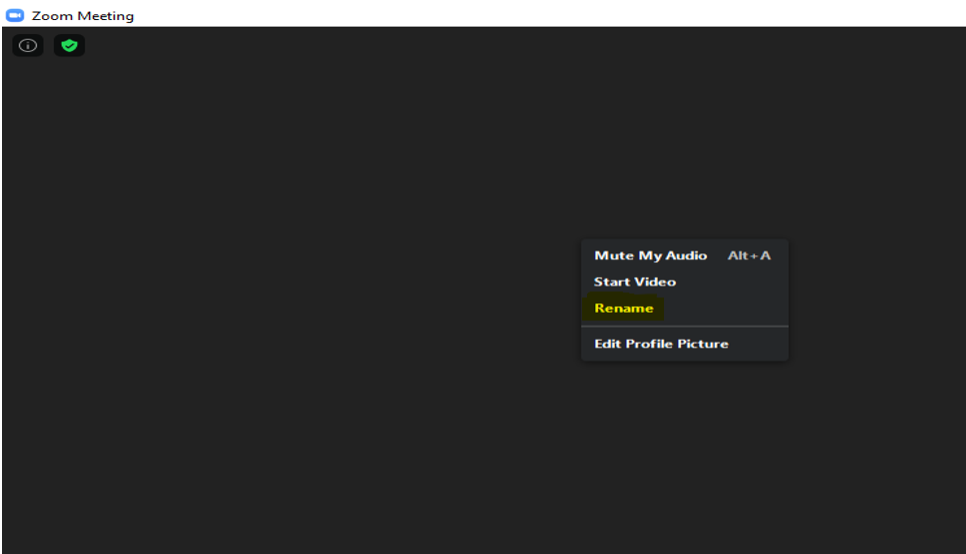 Zoom Meeting
Mute My Audio Alt+A
Start Video
Rename
Edit Profile Picture